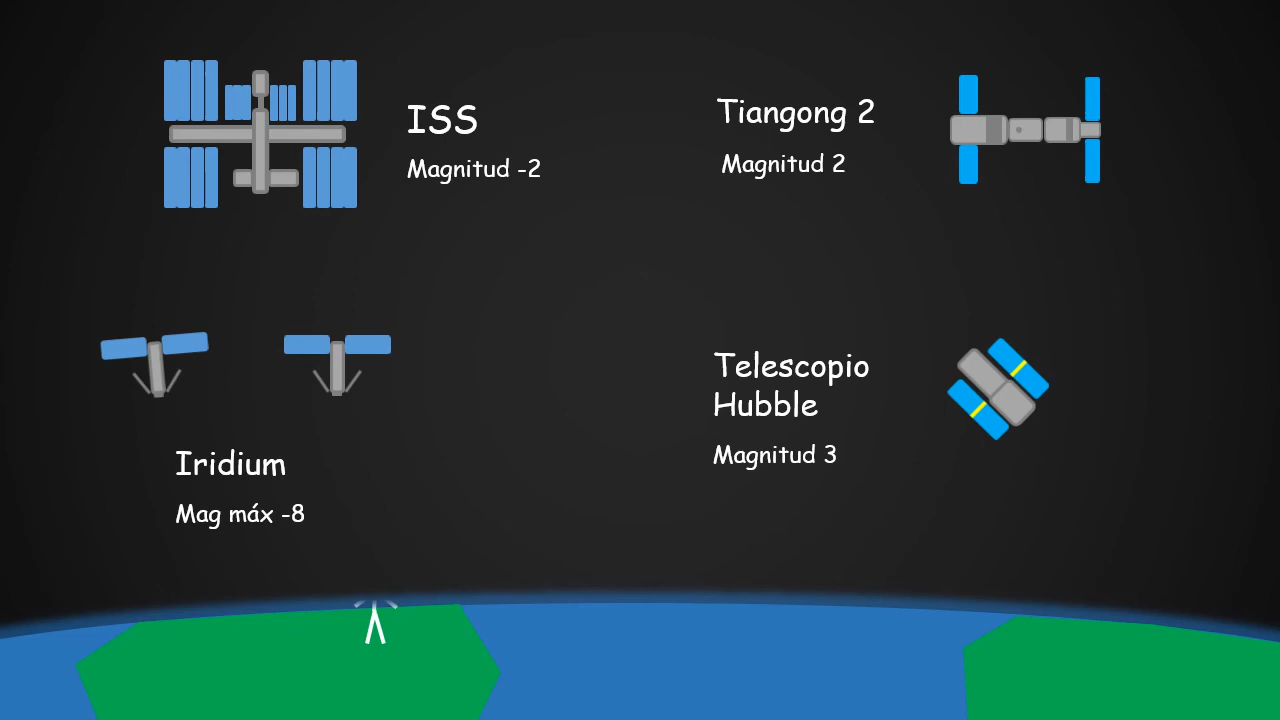 ISS
Magnitud -2
Tiangong 2
Magnitud 2
Iridium
Mag máx -8
Telescopio
Hubble
Magnitud 3